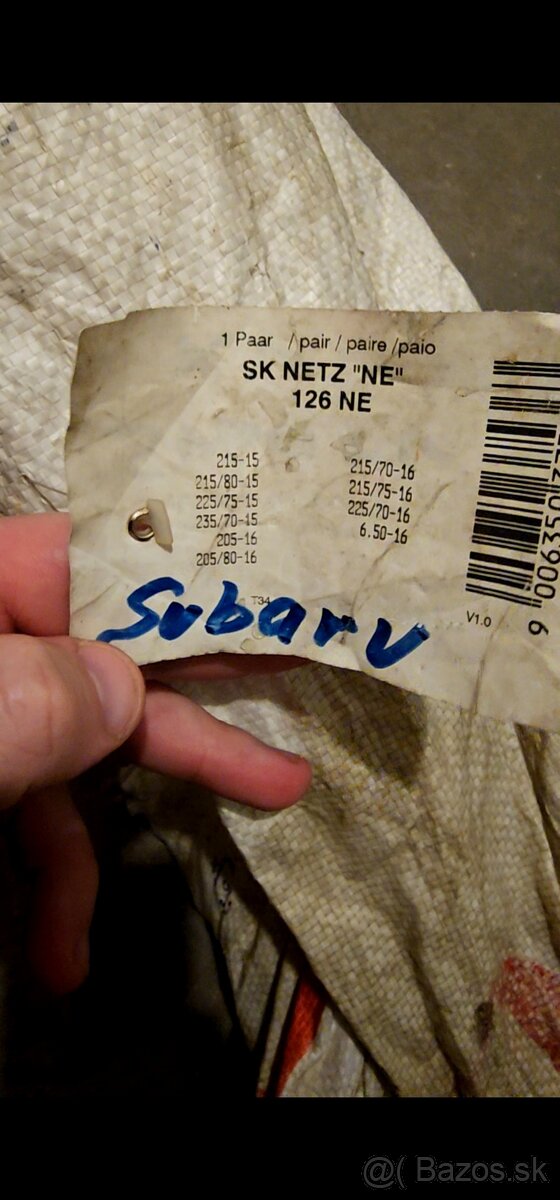 1 Paar / pair / paire /paio
SK NETZ "NE"
126 NE
215-15
215/80-15
225/75-15
235/70-15
205-16
205/80-16
215/70-16
215/75-16
225/70-16
6.50-16
T34
V1.0
Subaru
@( Bazos.sk